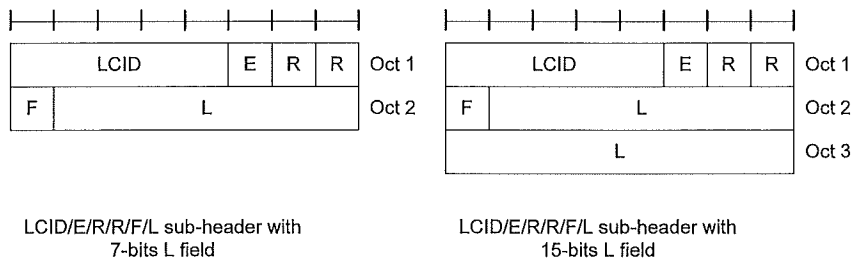 LCID E R R Oct 1
F L Oct 2
LCID/E/R/R/F/L sub-header with
7-bits L field
LCID E R R Oct 1
F L Oct 2
L Oct 3
LCID/E/R/R/F/L sub-header with
15-bits L field